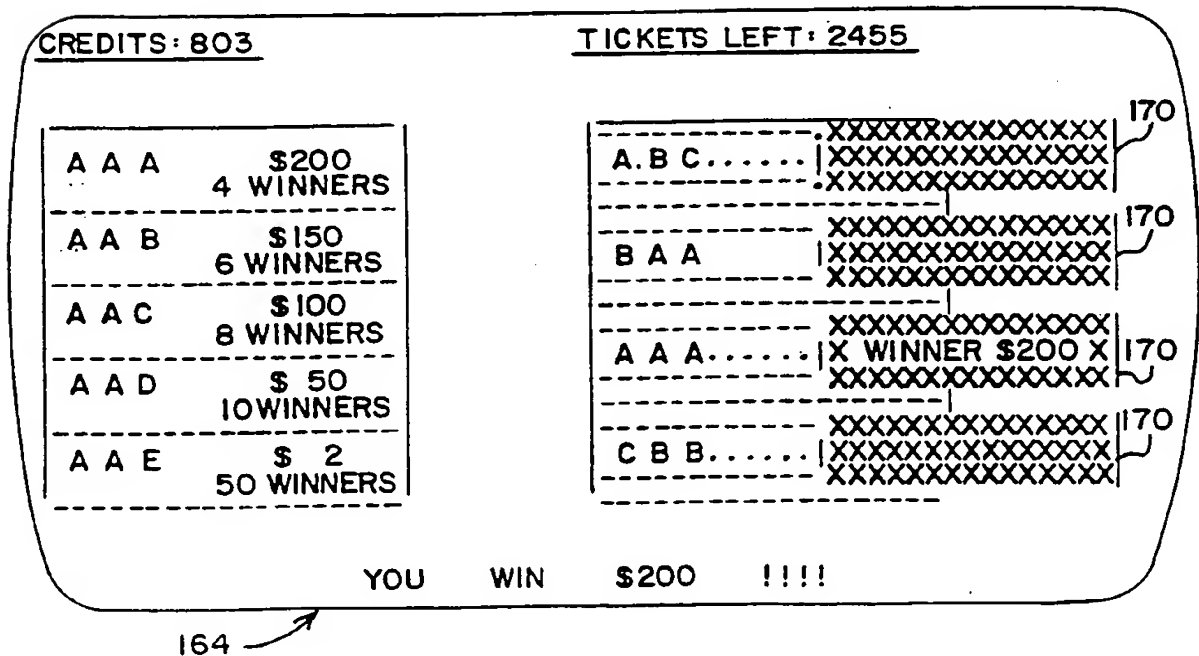 CREDITS: 803
TICKETS LEFT: 2455
A A A $200
4 WINNERS
A A B $150
6 WINNERS
A A C $100
8 WINNERS
A A D $ 50
10 WINNERS
A A E $ 2
50 WINNERS
XXXXXXXXXXXXXXX 170
A.B C...... XXXXXXXXXXXXXXX
XXXXXXXXXXXXXXX
XXXXXXXXXXXXXXX 170
B A A XXXXXXXXXXXXXXX
XXXXXXXXXXXXXXX
XXXXXXXXXXXXXXX
A A A...... X WINNER $200 X 170
XXXXXXXXXXXXXXX
XXXXXXXXXXXXXXX 170
C B B...... XXXXXXXXXXXXXXX
XXXXXXXXXXXXXXX
YOU WIN $200 !!!!
164